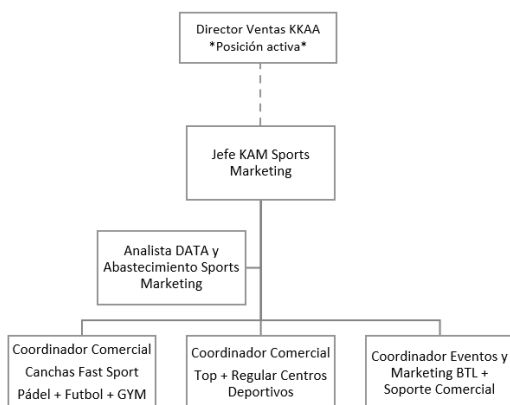 Director Ventas KKAA
*Posición activa*
Jefe KAM Sports
Marketing
Analista DATA y
Abastecimiento Sports
Marketing
Coordinador Comercial
Canchas Fast Sport
Pádel + Futbol + GYM
Coordinador Comercial
Top + Regular Centros
Deportivos
Coordinador Eventos y
Marketing BTL +
Soporte Comercial